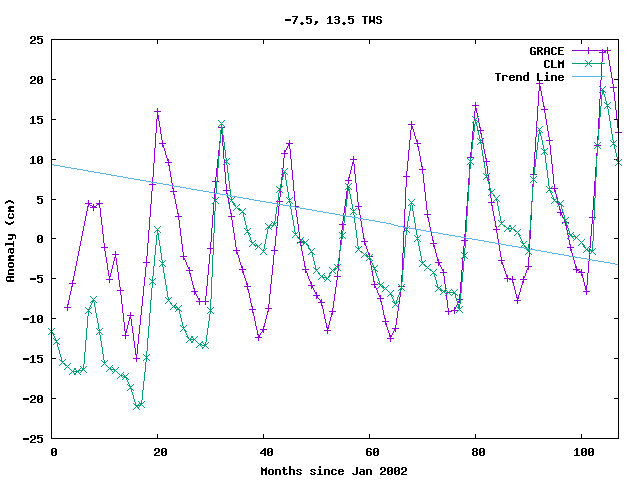 -7.5, 13.5 TWS
GRACE
CLM
Trend Line
25
20
15
10
5
0
-5
-10
-15
-20
-25
Anomaly (cm)
0 20 40 60 80 100
Months since Jan 2002